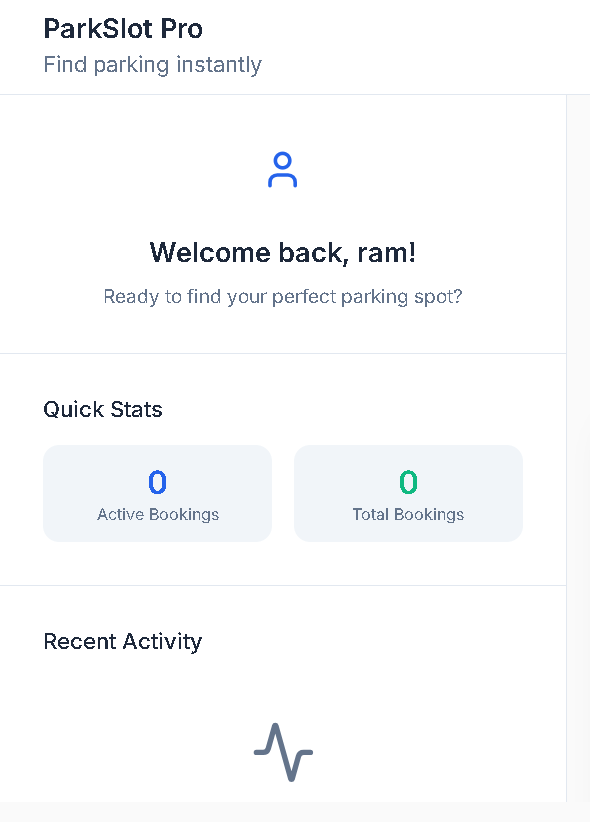 ParkSlot Pro
Find parking instantly
Welcome back, ram!
Ready to find your perfect parking spot?
Quick Stats
0
Active Bookings
0
Total Bookings
Recent Activity